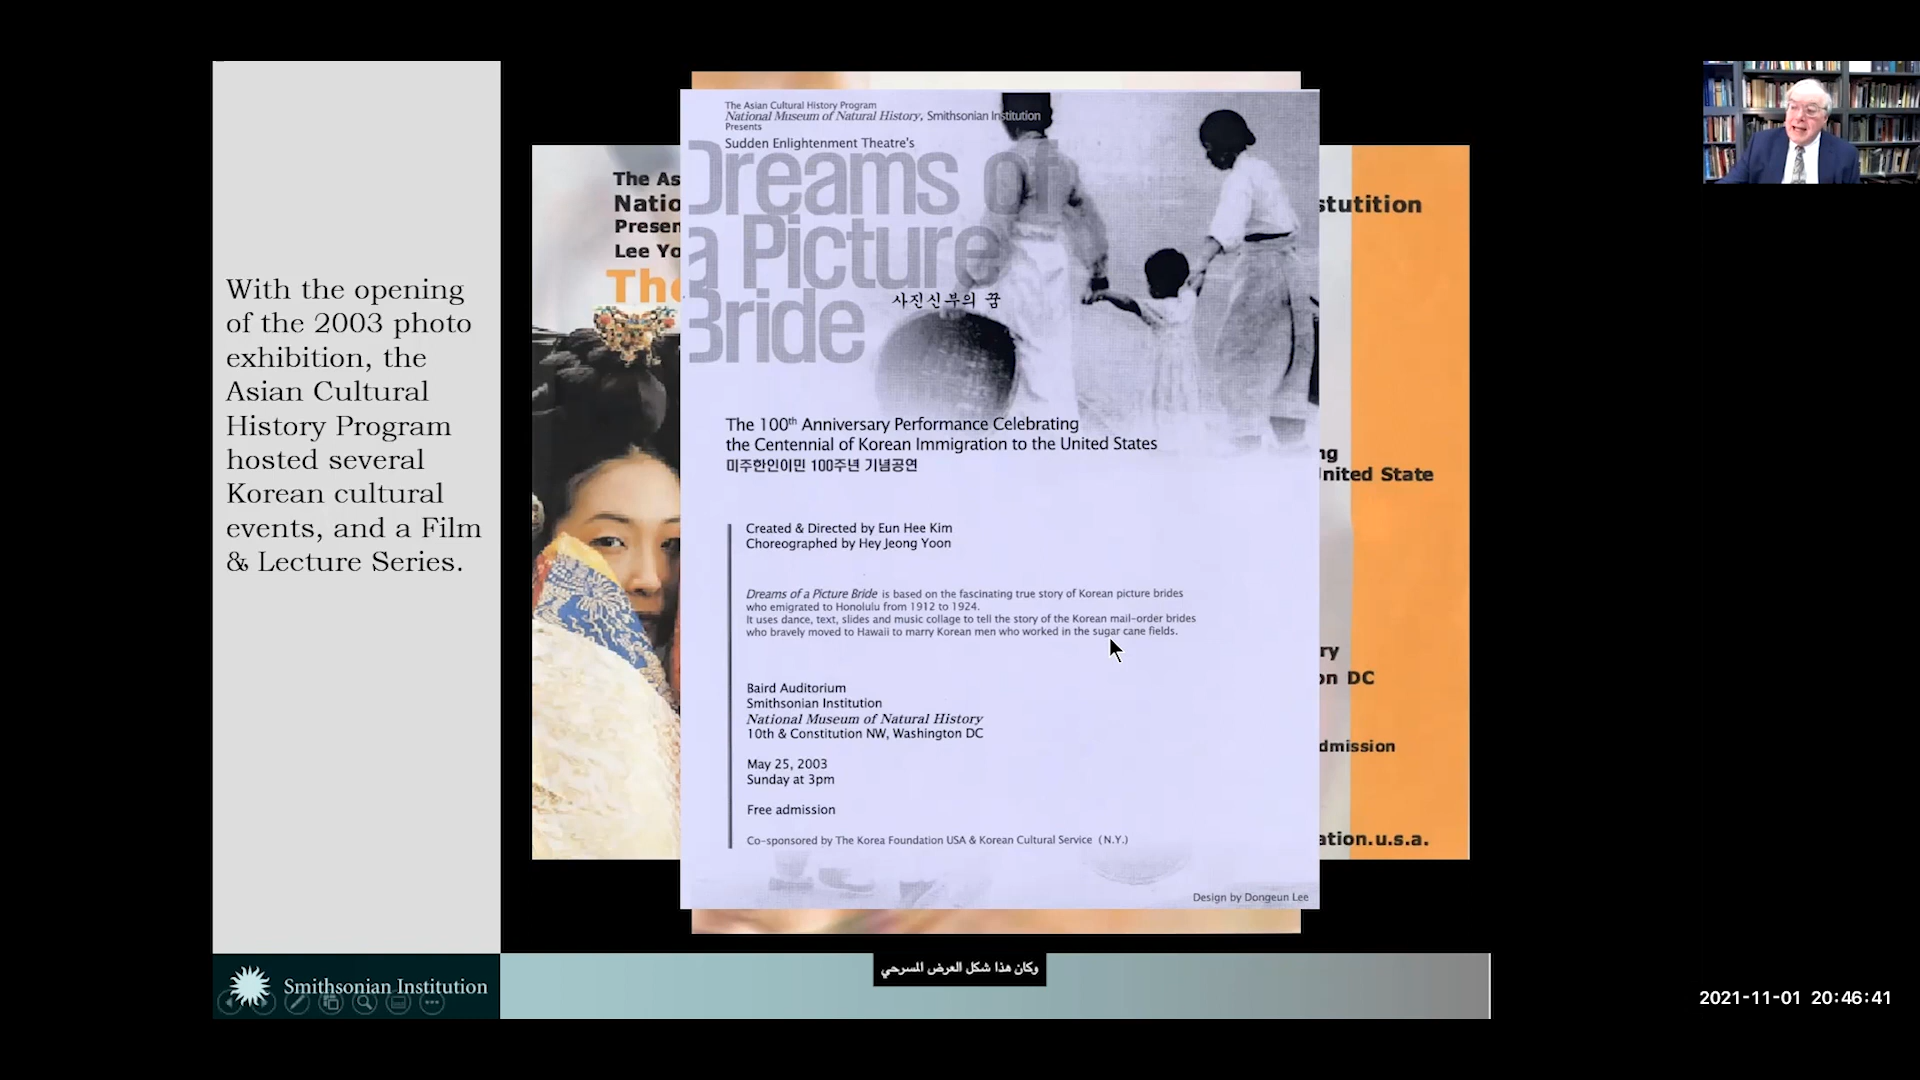 With the opening
of the 2003 photo
exhibition, the
Asian Cultural
History Program
hosted several
Korean cultural
events, and a Film
& Lecture Series.
Smithsonian Institution
The As
Natio
Presen
Lee Yo
The
The Asian Cultural History Program
National Museum of Natural History, Smithsonian Institution
Presents
Sudden Enlightenment Theatre's
Dreams of
a Picture
Bride
사진신부의 꿈
The 100th Anniversary Performance Celebrating
the Centennial of Korean Immigration to the United States
미주한인이민 100주년 기념공연
Created & Directed by Eun Hee Kim
Choreographed by Hey Jeong Yoon
Dreams of a Picture Bride is based on the fascinating true story of Korean picture brides
who emigrated to Honolulu from 1912 to 1924.
It uses dance, text, slides and music collage to tell the story of the Korean mail-order brides
who bravely moved to Hawaii to marry Korean men who worked in the sugar cane fields.
Baird Auditorium
Smithsonian Institution
National Museum of Natural History
10th & Constitution NW, Washington DC
May 25, 2003
Sunday at 3pm
Free admission
Co-sponsored by The Korea Foundation USA & Korean Cultural Service (N.Y.)
Design by Dongeun Lee
stutition
ng
nited State
ry
on DC
dmission
ation.u.s.a.
وكان هذا شكل العرض المسرحي
2021-11-01 20:46:41